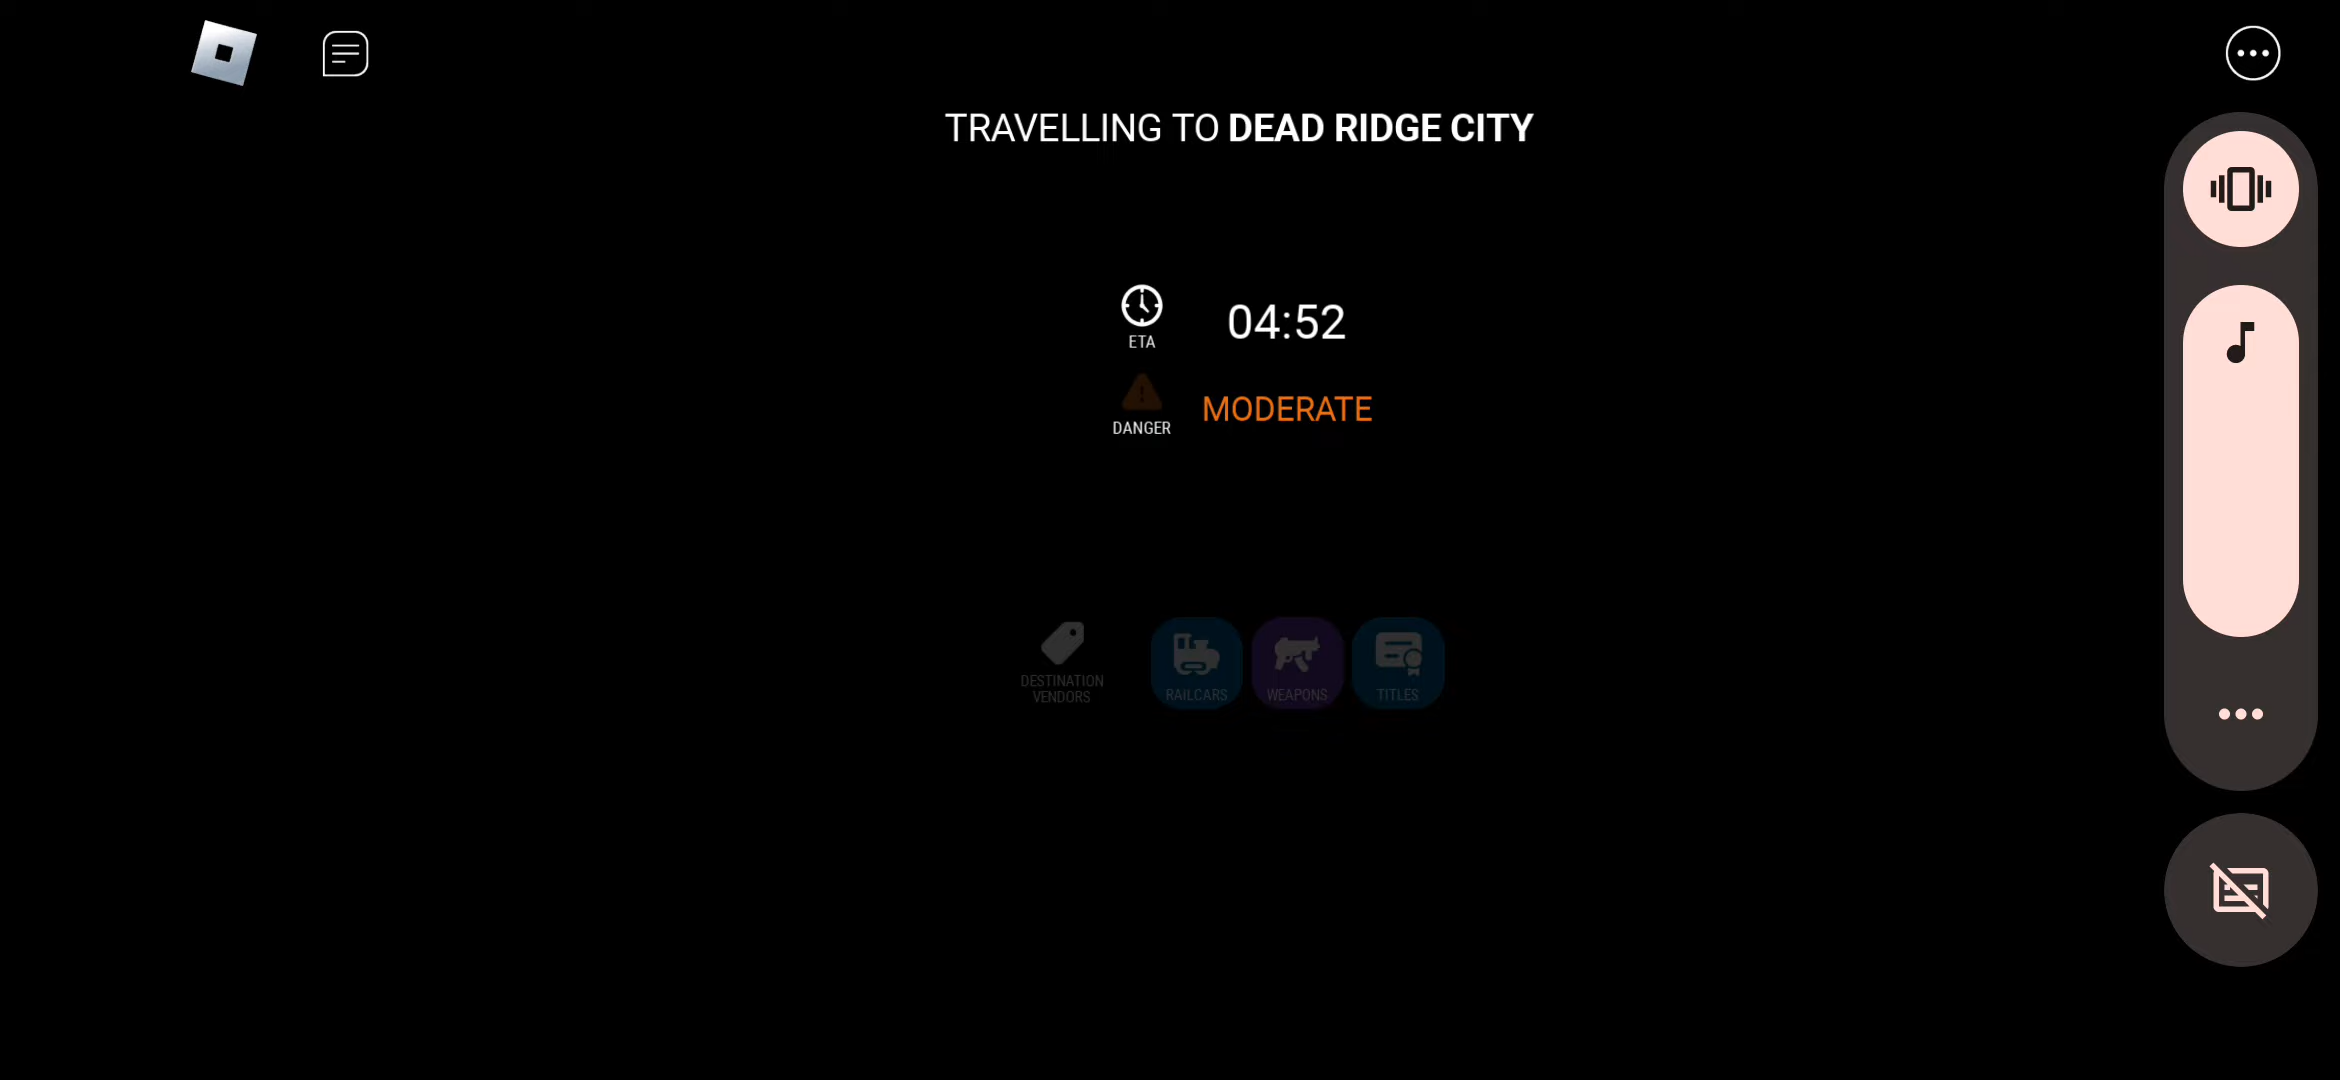 TRAVELLING TO DEAD RIDGE CITY
04:52
ETA
MODERATE
DANGER
DESTINATION
VENDORS
RAILCARS
WEAPONS
TITLES